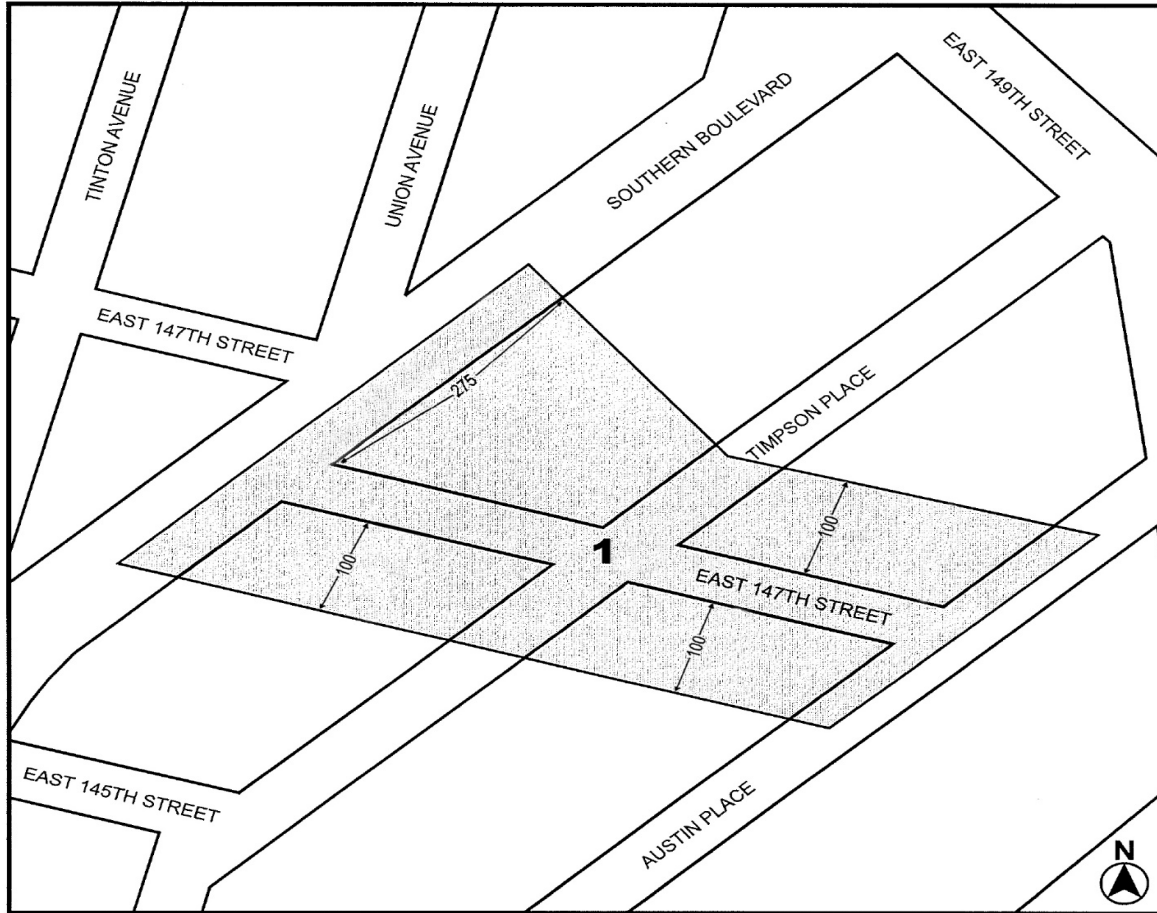 EAST 149TH STREET
SOUTHERN BOULEVARD
TINTON AVENUE
UNION AVENUE
EAST 147TH STREET
275
TIMPSON PLACE
100
1
100
EAST 147TH STREET
100
EAST 145TH STREET
AUSTIN PLACE
N